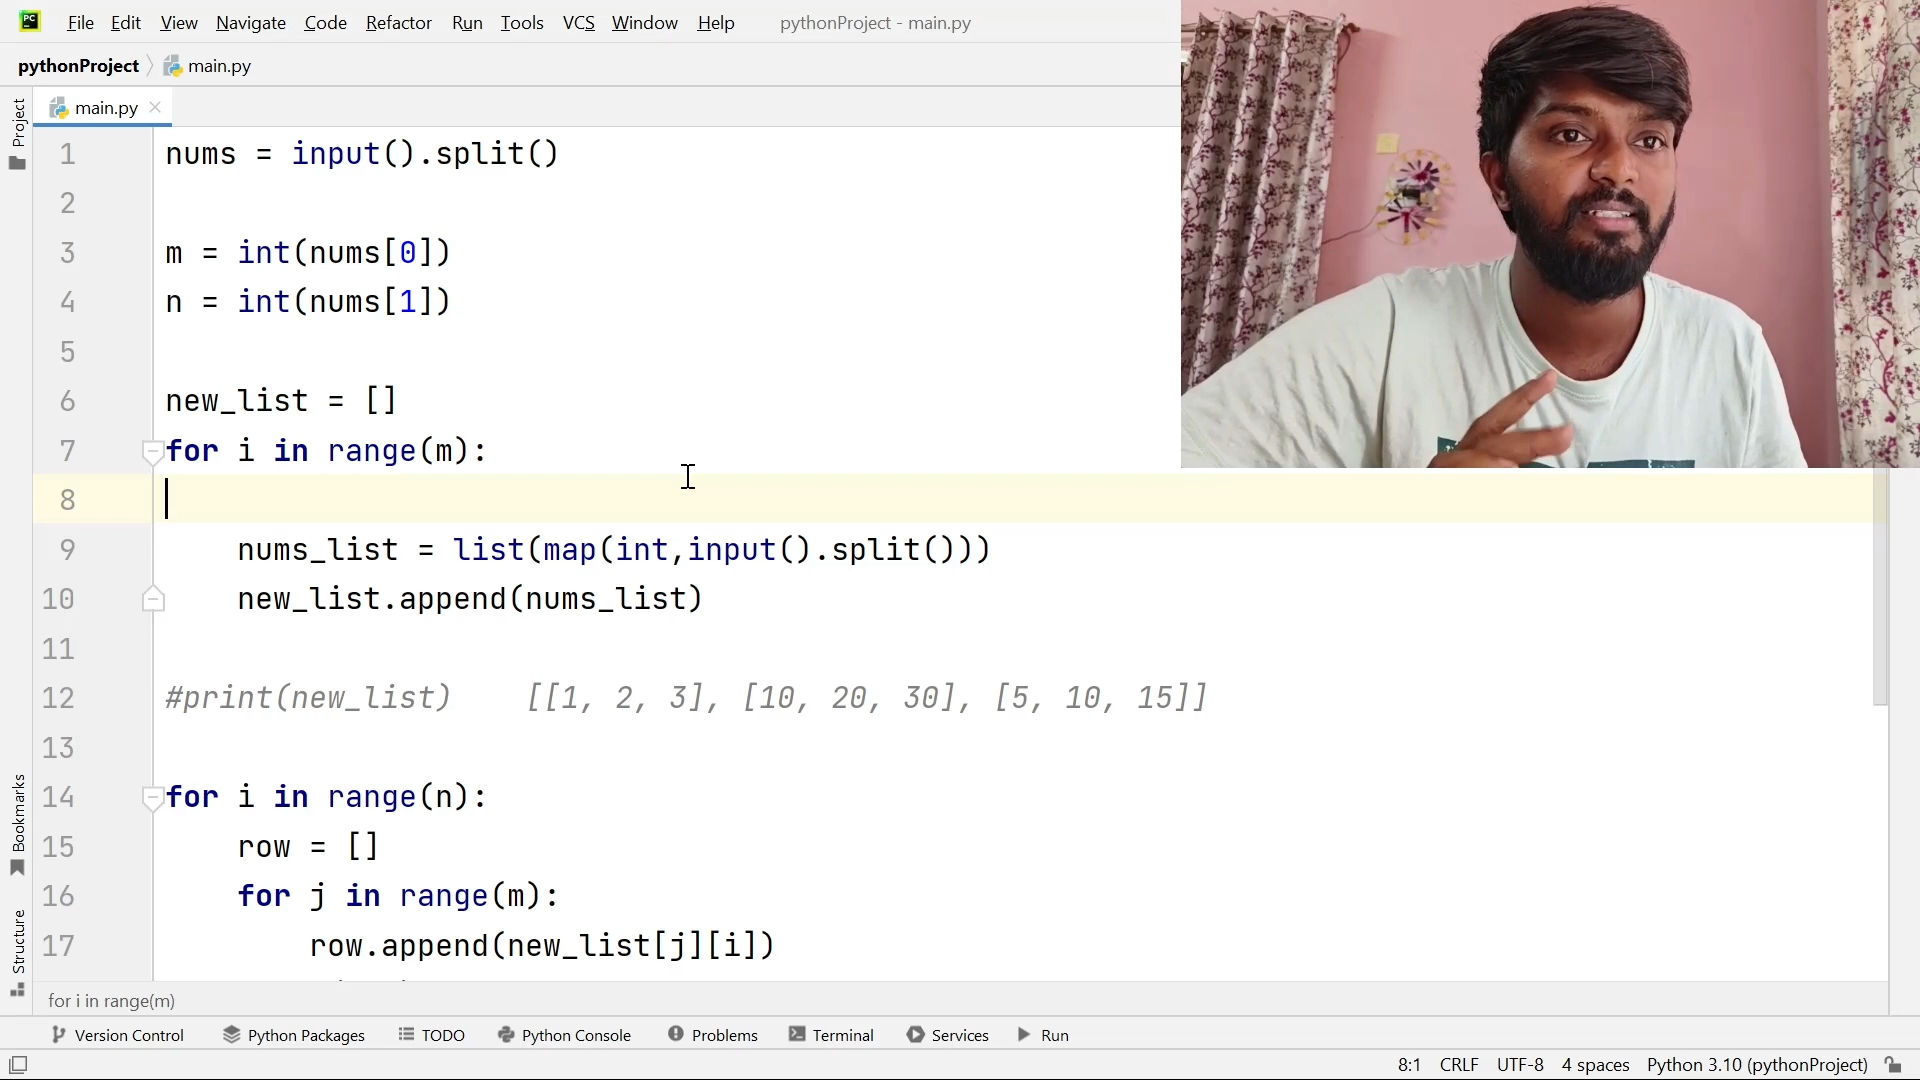 PC File Edit View Navigate Code Refactor Run Tools VCS Window Help pythonProject - main.py
pythonProject main.py
Project
main.py
1 nums = input().split()
2
3 m = int(nums[0])
4 n = int(nums[1])
5
6 new_list = []
7 for i in range(m):
8
9 nums_list = list(map(int,input().split()))
10 new_list.append(nums_list)
11
12 #print(new_list) [[1, 2, 3], [10, 20, 30], [5, 10, 15]]
13
14 for i in range(n):
15 row = []
16 for j in range(m):
17 row.append(new_list[j][i])
Bookmarks
Structure
for i in range(m)
Version Control Python Packages TODO Python Console Problems Terminal Services Run
8:1 CRLF UTF-8 4 spaces Python 3.10 (pythonProject)